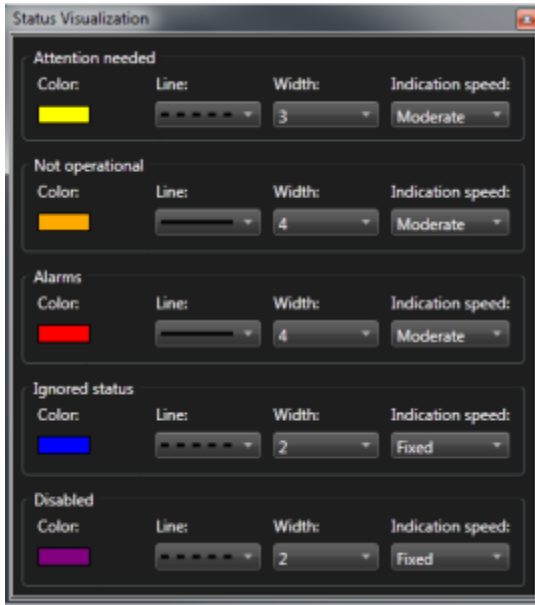 Status Visualization
Attention needed
Color: Line: Width: Indication speed:
3 Moderate
Not operational
Color: Line: Width: Indication speed:
4 Moderate
Alarms
Color: Line: Width: Indication speed:
4 Moderate
Ignored status
Color: Line: Width: Indication speed:
2 Fixed
Disabled
Color: Line: Width: Indication speed:
2 Fixed